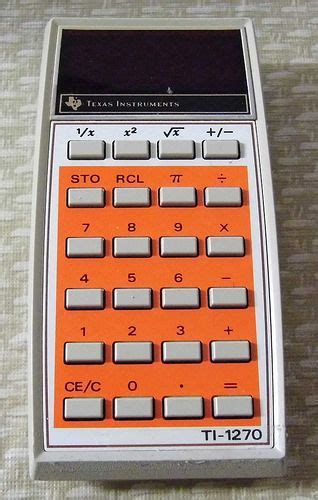 TEXAS INSTRUMENTS
1/x x² √x +/−
STO RCL π ÷
7 8 9 ×
4 5 6 −
1 2 3 +
CE/C 0 . =
TI-1270